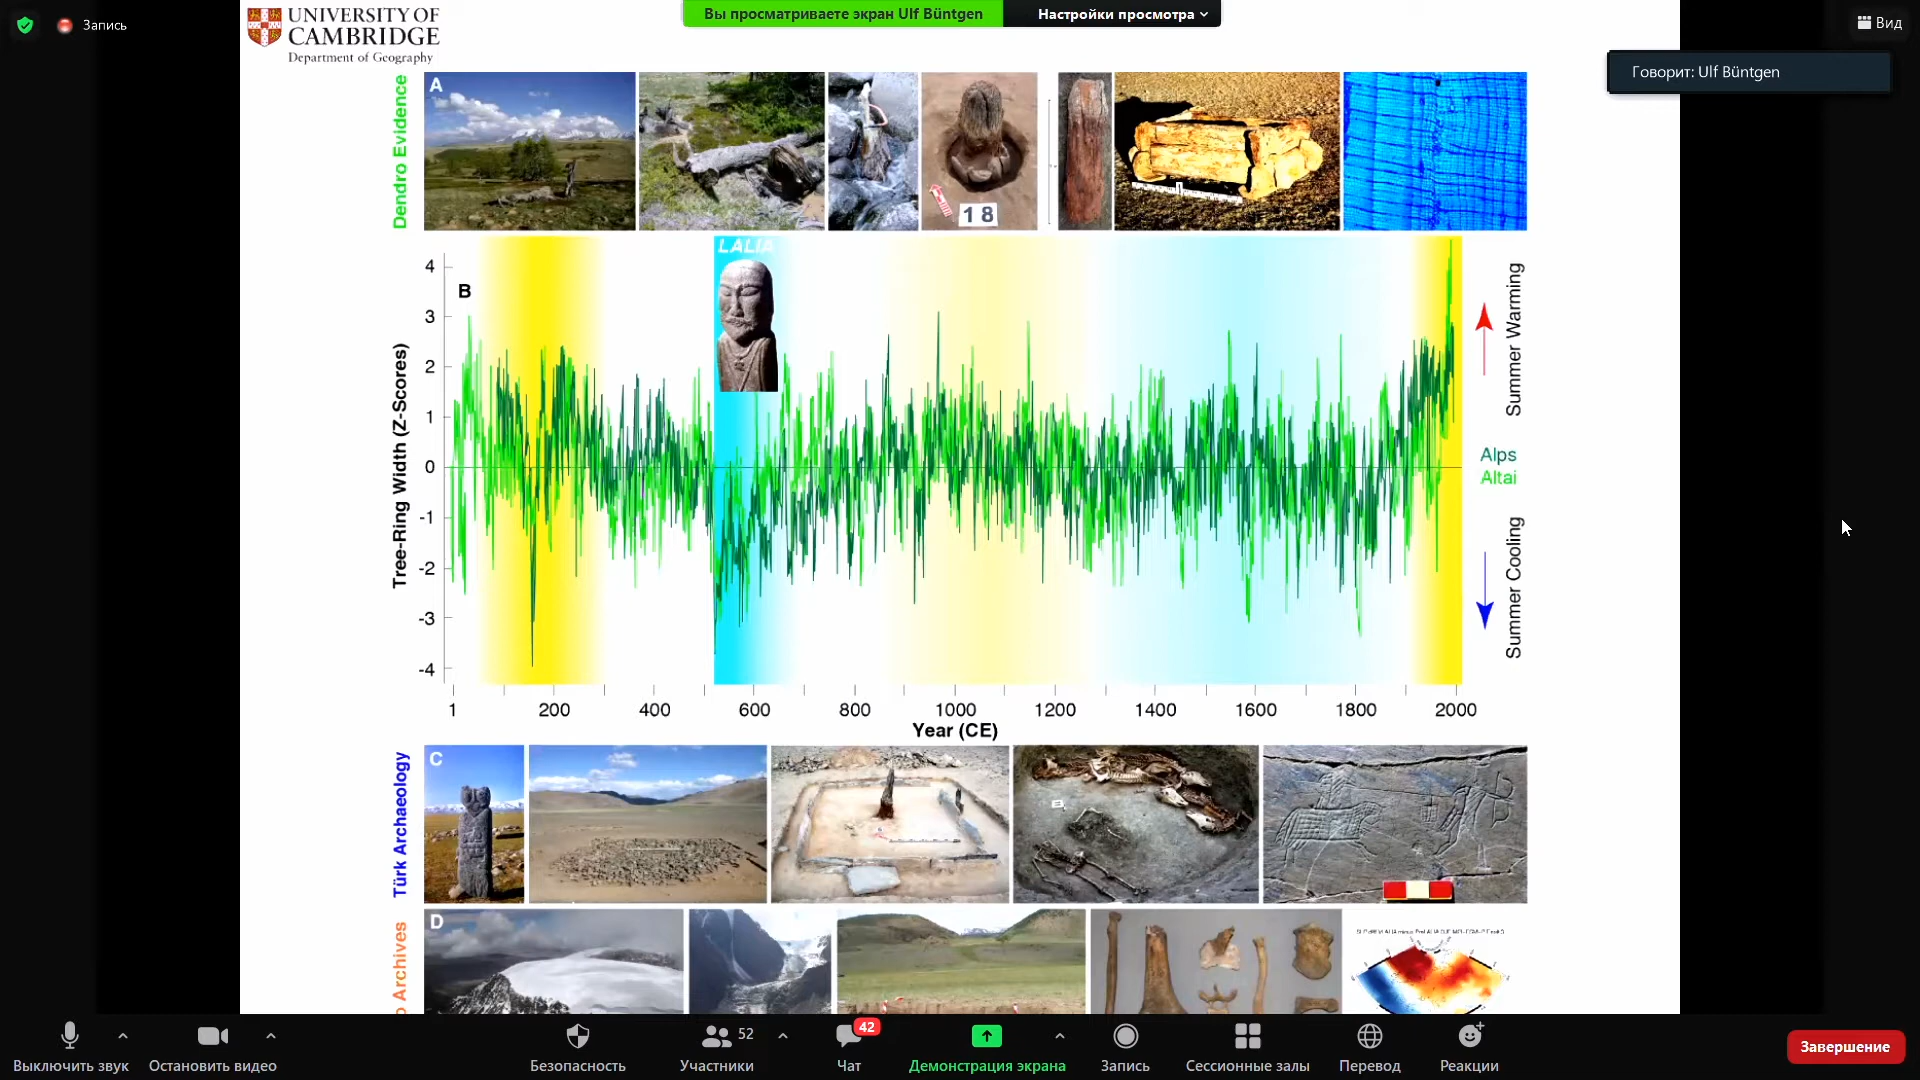 Запись
UNIVERSITY OF
CAMBRIDGE
Department of Geography
Вы просматриваете экран Ulf Büntgen
Настройки просмотра
Вид
Говорит: Ulf Büntgen
Dendro Evidence
A
18
LALIA
B
4
3
2
1
0
-1
-2
-3
-4
Tree-Ring Width (Z-Scores)
Summer Warming
Alps
Altai
Summer Cooling
1 200 400 600 800 1000 1200 1400 1600 1800 2000
Year (CE)
Türk Archaeology
C
Archives
D
Выключить звук
Остановить видео
Безопасность
52
Участники
42
Чат
Демонстрация экрана
Запись
Сессионные залы
Перевод
Реакции
Завершение